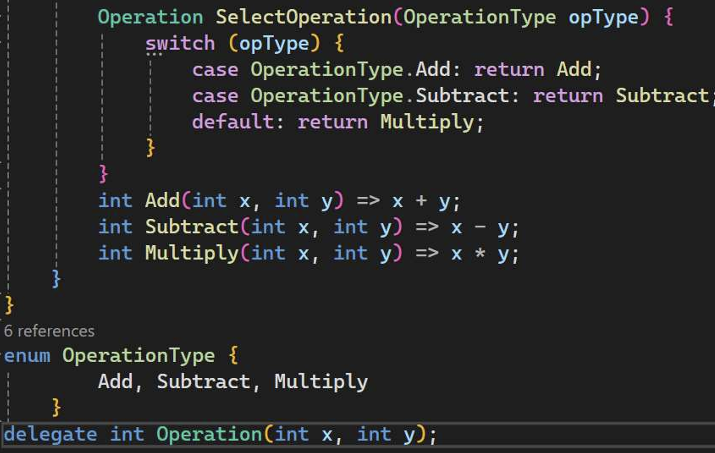 Operation SelectOperation(OperationType opType) {
switch (opType) {
case OperationType.Add: return Add;
case OperationType.Subtract: return Subtract;
default: return Multiply;
}
}
int Add(int x, int y) => x + y;
int Subtract(int x, int y) => x - y;
int Multiply(int x, int y) => x * y;
}
}
6 references
enum OperationType {
Add, Subtract, Multiply
}
delegate int Operation(int x, int y);